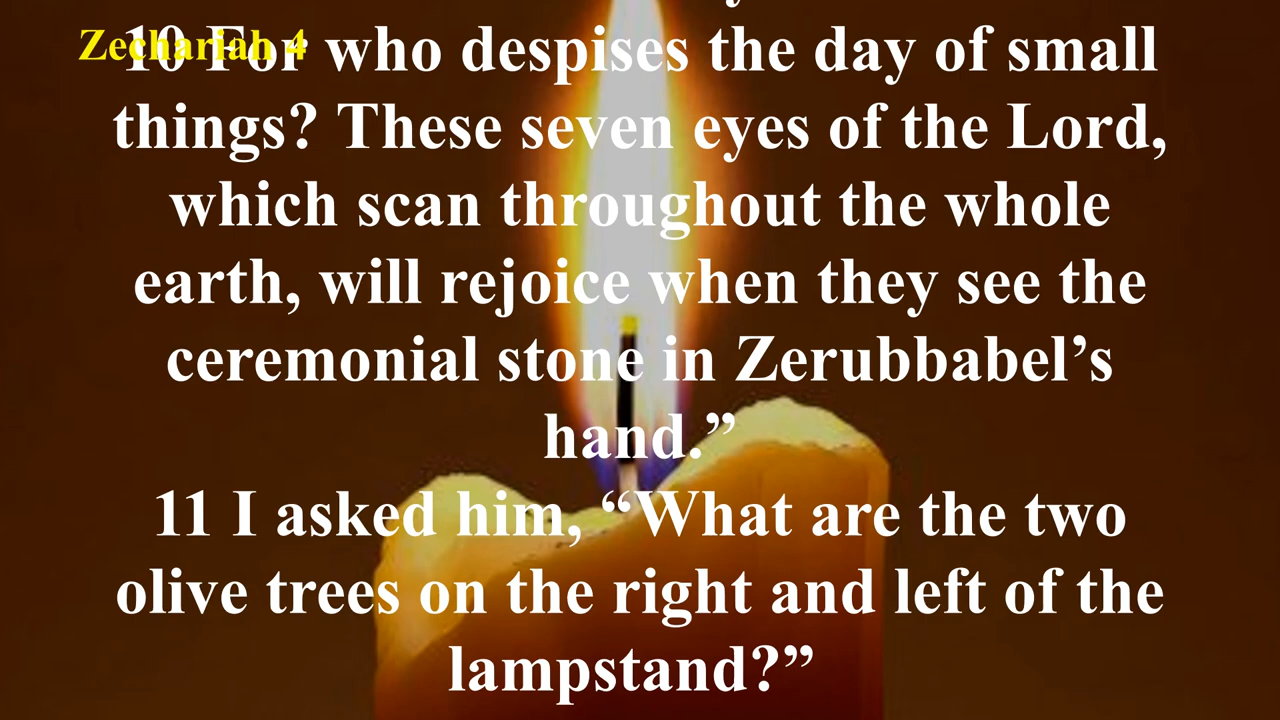 Zechariah 4
10 For who despises the day of small
things? These seven eyes of the Lord,
which scan throughout the whole
earth, will rejoice when they see the
ceremonial stone in Zerubbabel’s
hand.”
11 I asked him, “What are the two
olive trees on the right and left of the
lampstand?”